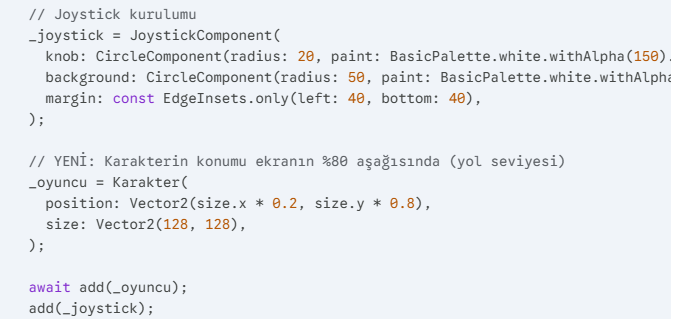 // Joystick kurulumu
_joystick = JoystickComponent(
knob: CircleComponent(radius: 20, paint: BasicPalette.white.withAlpha(150).
background: CircleComponent(radius: 50, paint: BasicPalette.white.withAlpha
margin: const EdgeInsets.only(left: 40, bottom: 40),
);
// YENİ: Karakterin konumu ekranın %80 aşağısında (yol seviyesi)
_oyuncu = Karakter(
position: Vector2(size.x * 0.2, size.y * 0.8),
size: Vector2(128, 128),
);
await add(_oyuncu);
add(_joystick);